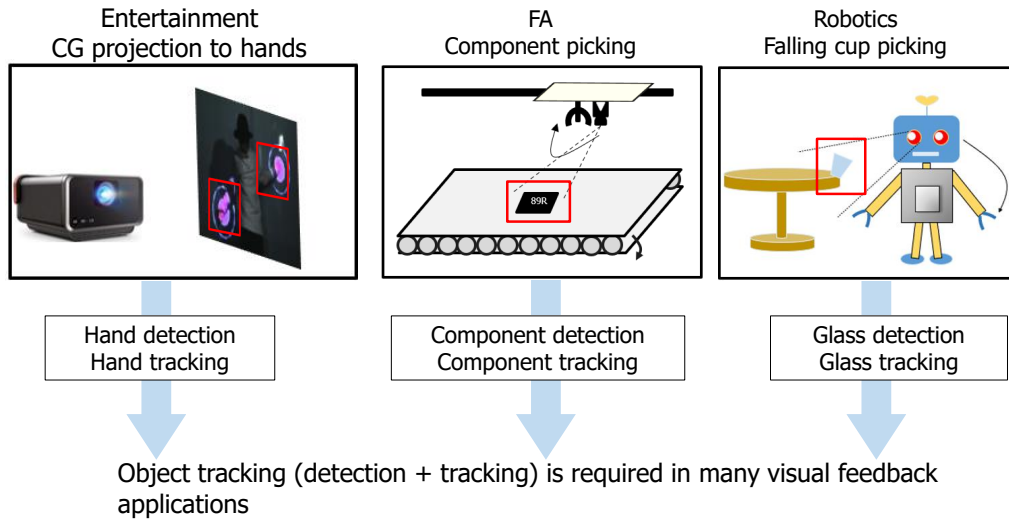 Entertainment
CG projection to hands
FA
Component picking
Robotics
Falling cup picking
89R
Hand detection
Hand tracking
Component detection
Component tracking
Glass detection
Glass tracking
Object tracking (detection + tracking) is required in many visual feedback
applications